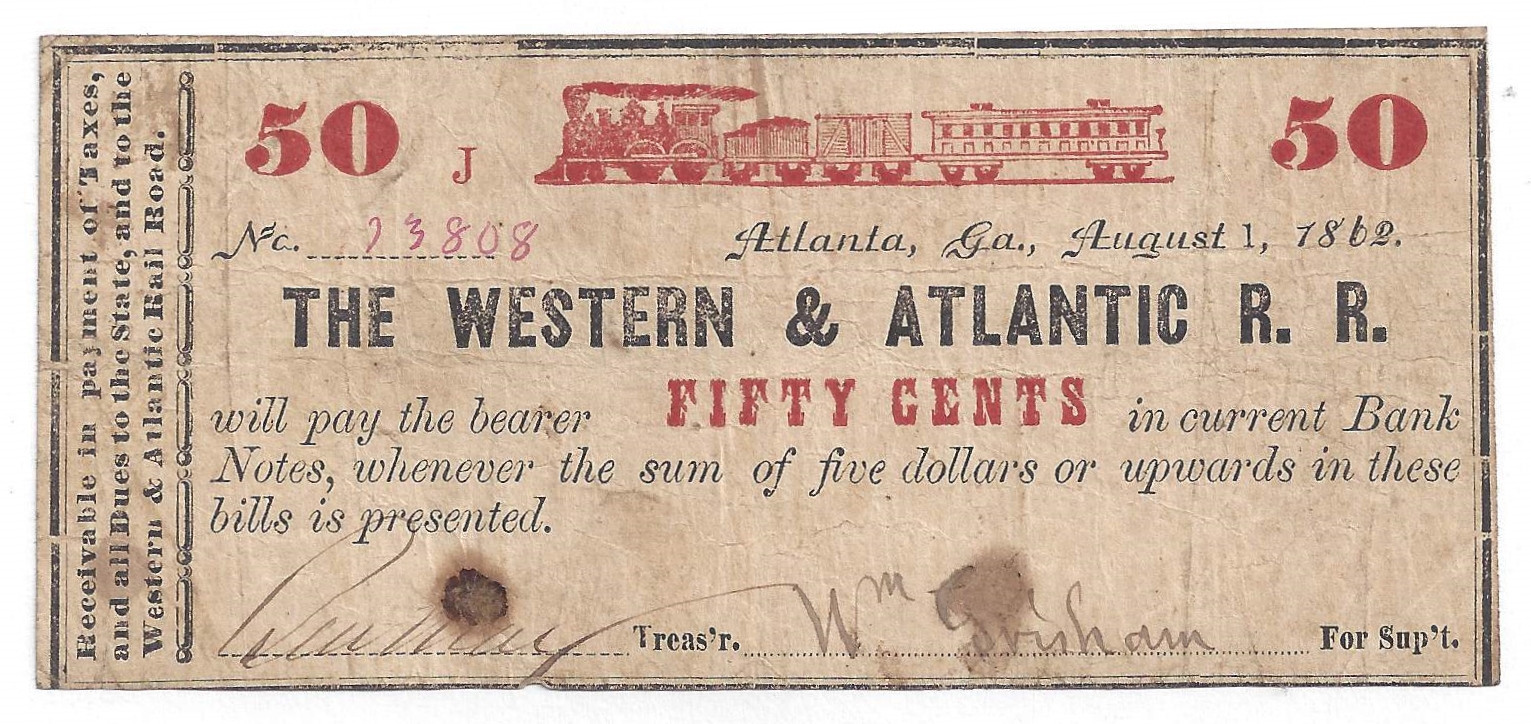 Receivable in payment of Taxes,
and all Dues to the State, and to the
Western & Atlantic Rail Road.
50 J 50
No. 13808 Atlanta, Ga., August 1, 1862.
THE WESTERN & ATLANTIC R. R.
will pay the bearer FIFTY CENTS in current Bank
Notes, whenever the sum of five dollars or upwards in these
bills is presented.
Treas'r. Wm Grisham For Sup't.